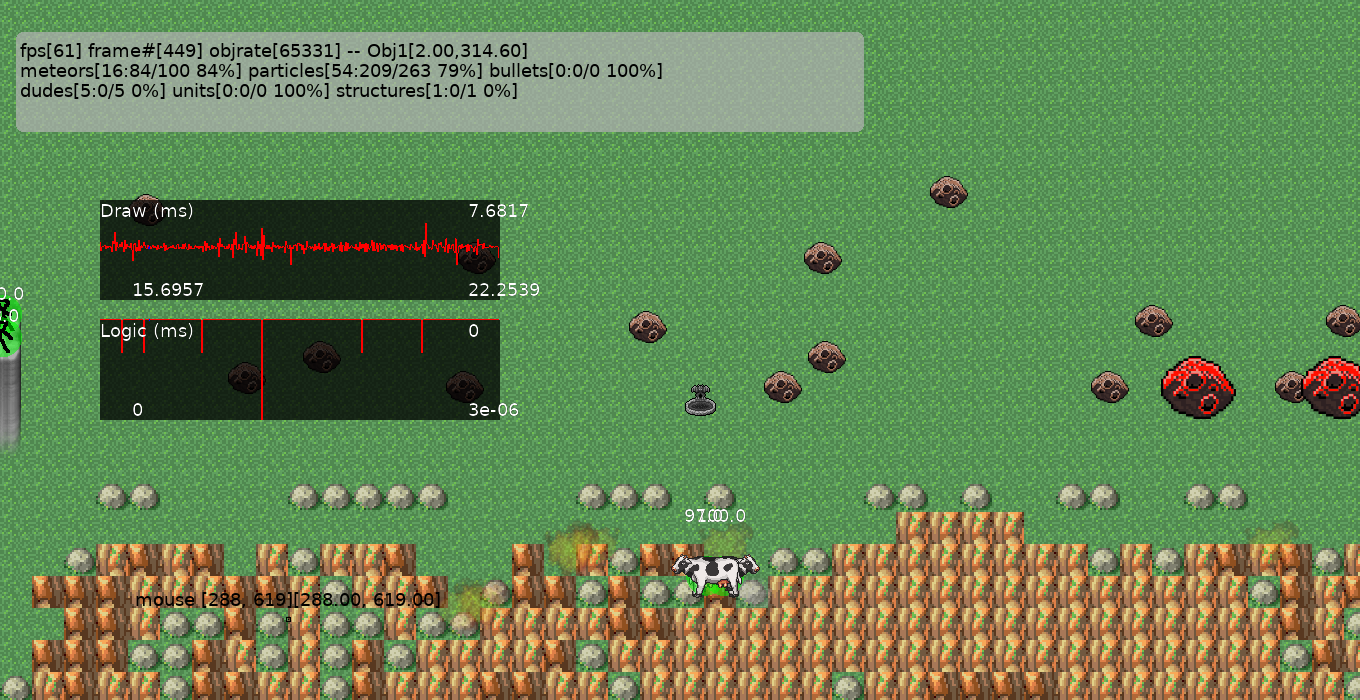 fps[61] frame#[449] objrate[65331] -- Obj1[2.00,314.60]
meteors[16:84/100 84%] particles[54:209/263 79%] bullets[0:0/0 100%]
dudes[5:0/5 0%] units[0:0/0 100%] structures[1:0/1 0%]
Draw (ms) 7.6817
15.6957 22.2539
0.0
.0
Logic (ms) 0
0 3e-06
mouse [288, 619][288.00, 619.00]